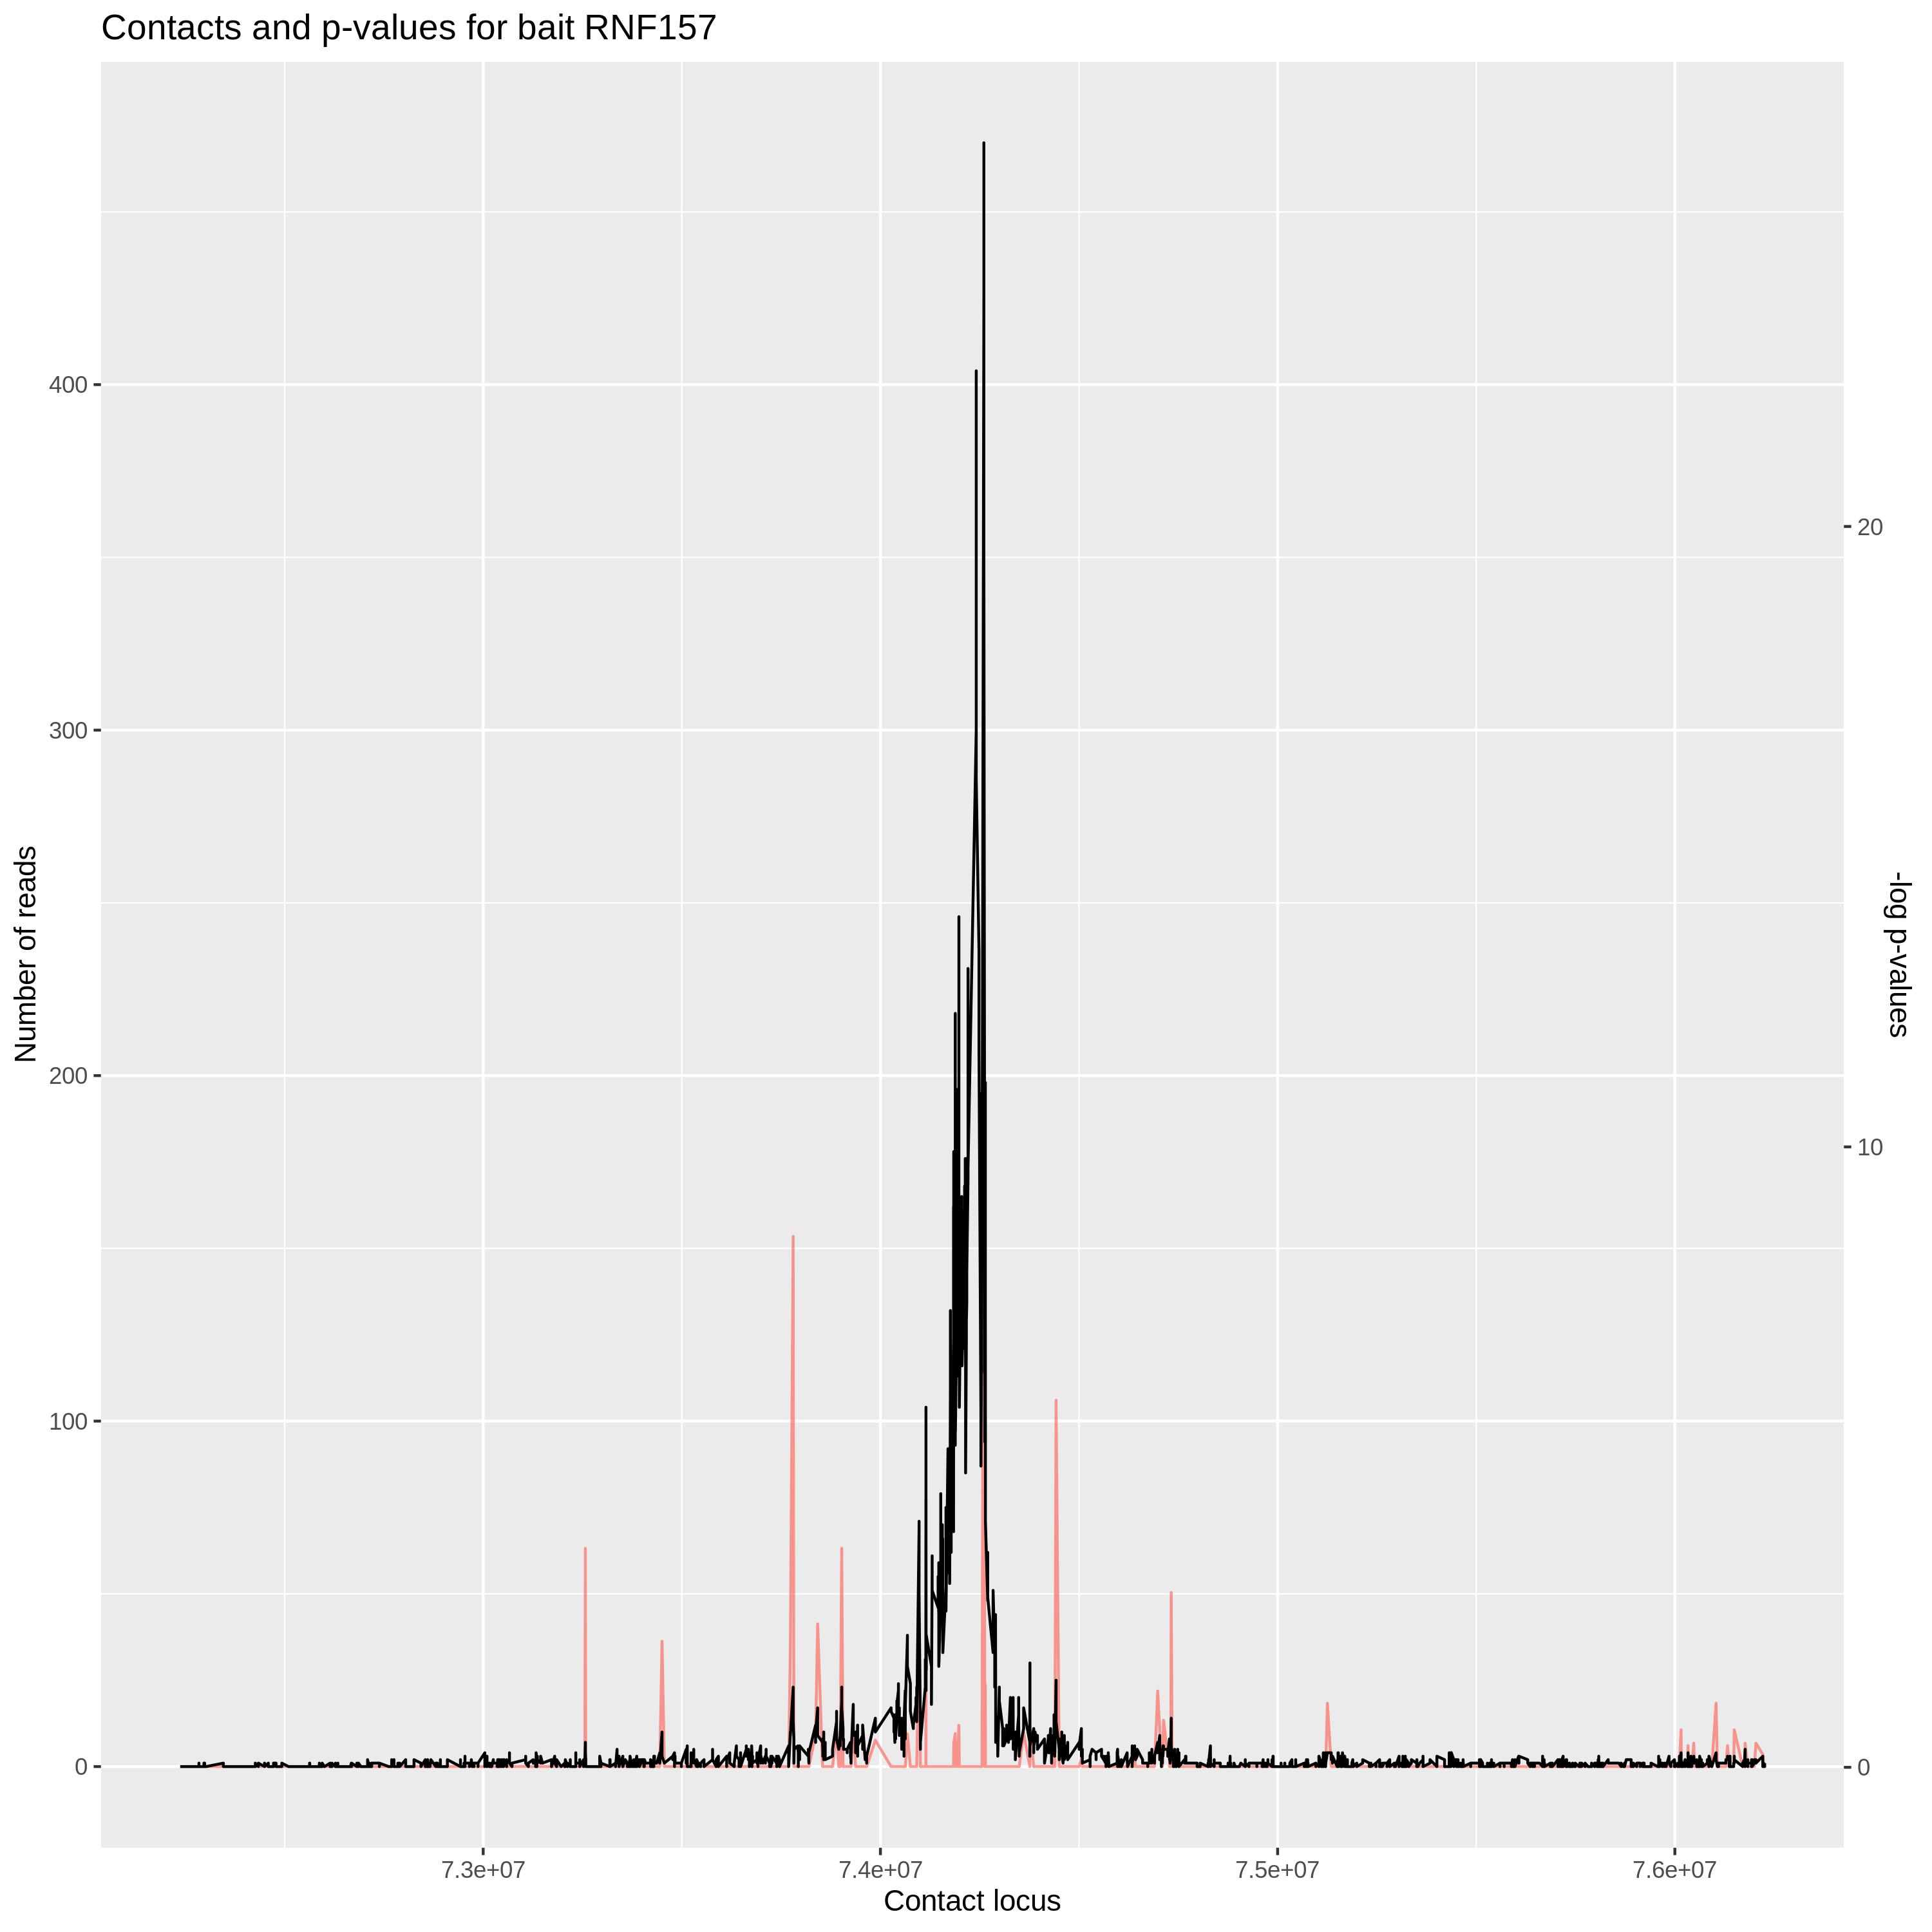 Contacts and p-values for bait RNF157
Number of reads
400
300
200
100
0
20
10
0
-log p-values
7.3e+07
7.4e+07
7.5e+07
7.6e+07
Contact locus